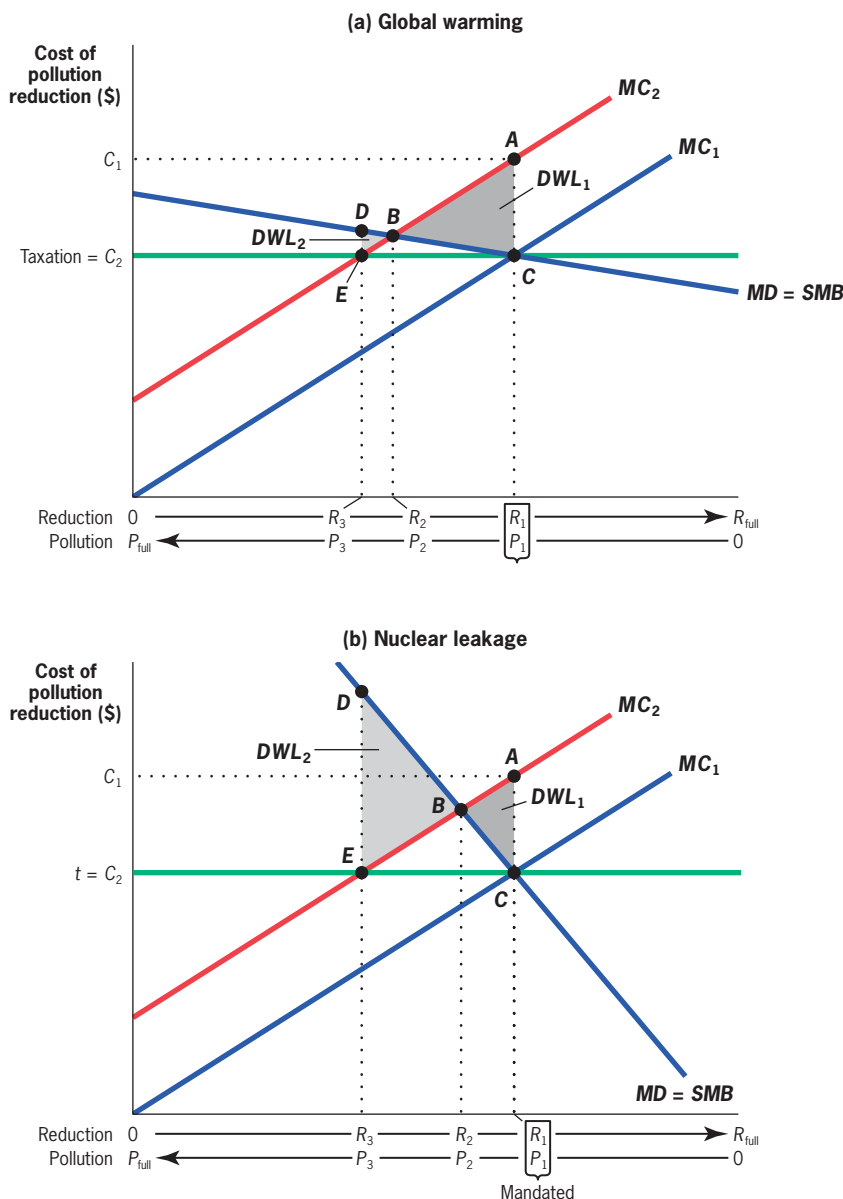 (a) Global warming
Cost of
pollution
reduction ($)
MC₂
A
MC₁
C₁
DWL₁
D
B
DWL₂
Taxation = C₂
E
C
MD = SMB
Reduction 0 R₃ R₂ R₁ R_full
Pollution P_full P₃ P₂ P₁ 0
(b) Nuclear leakage
Cost of
pollution
reduction ($)
D
MC₂
DWL₂
A
MC₁
C₁
B
DWL₁
E
t = C₂
C
MD = SMB
Reduction 0 R₃ R₂ R₁ R_full
Pollution P_full P₃ P₂ P₁ 0
Mandated